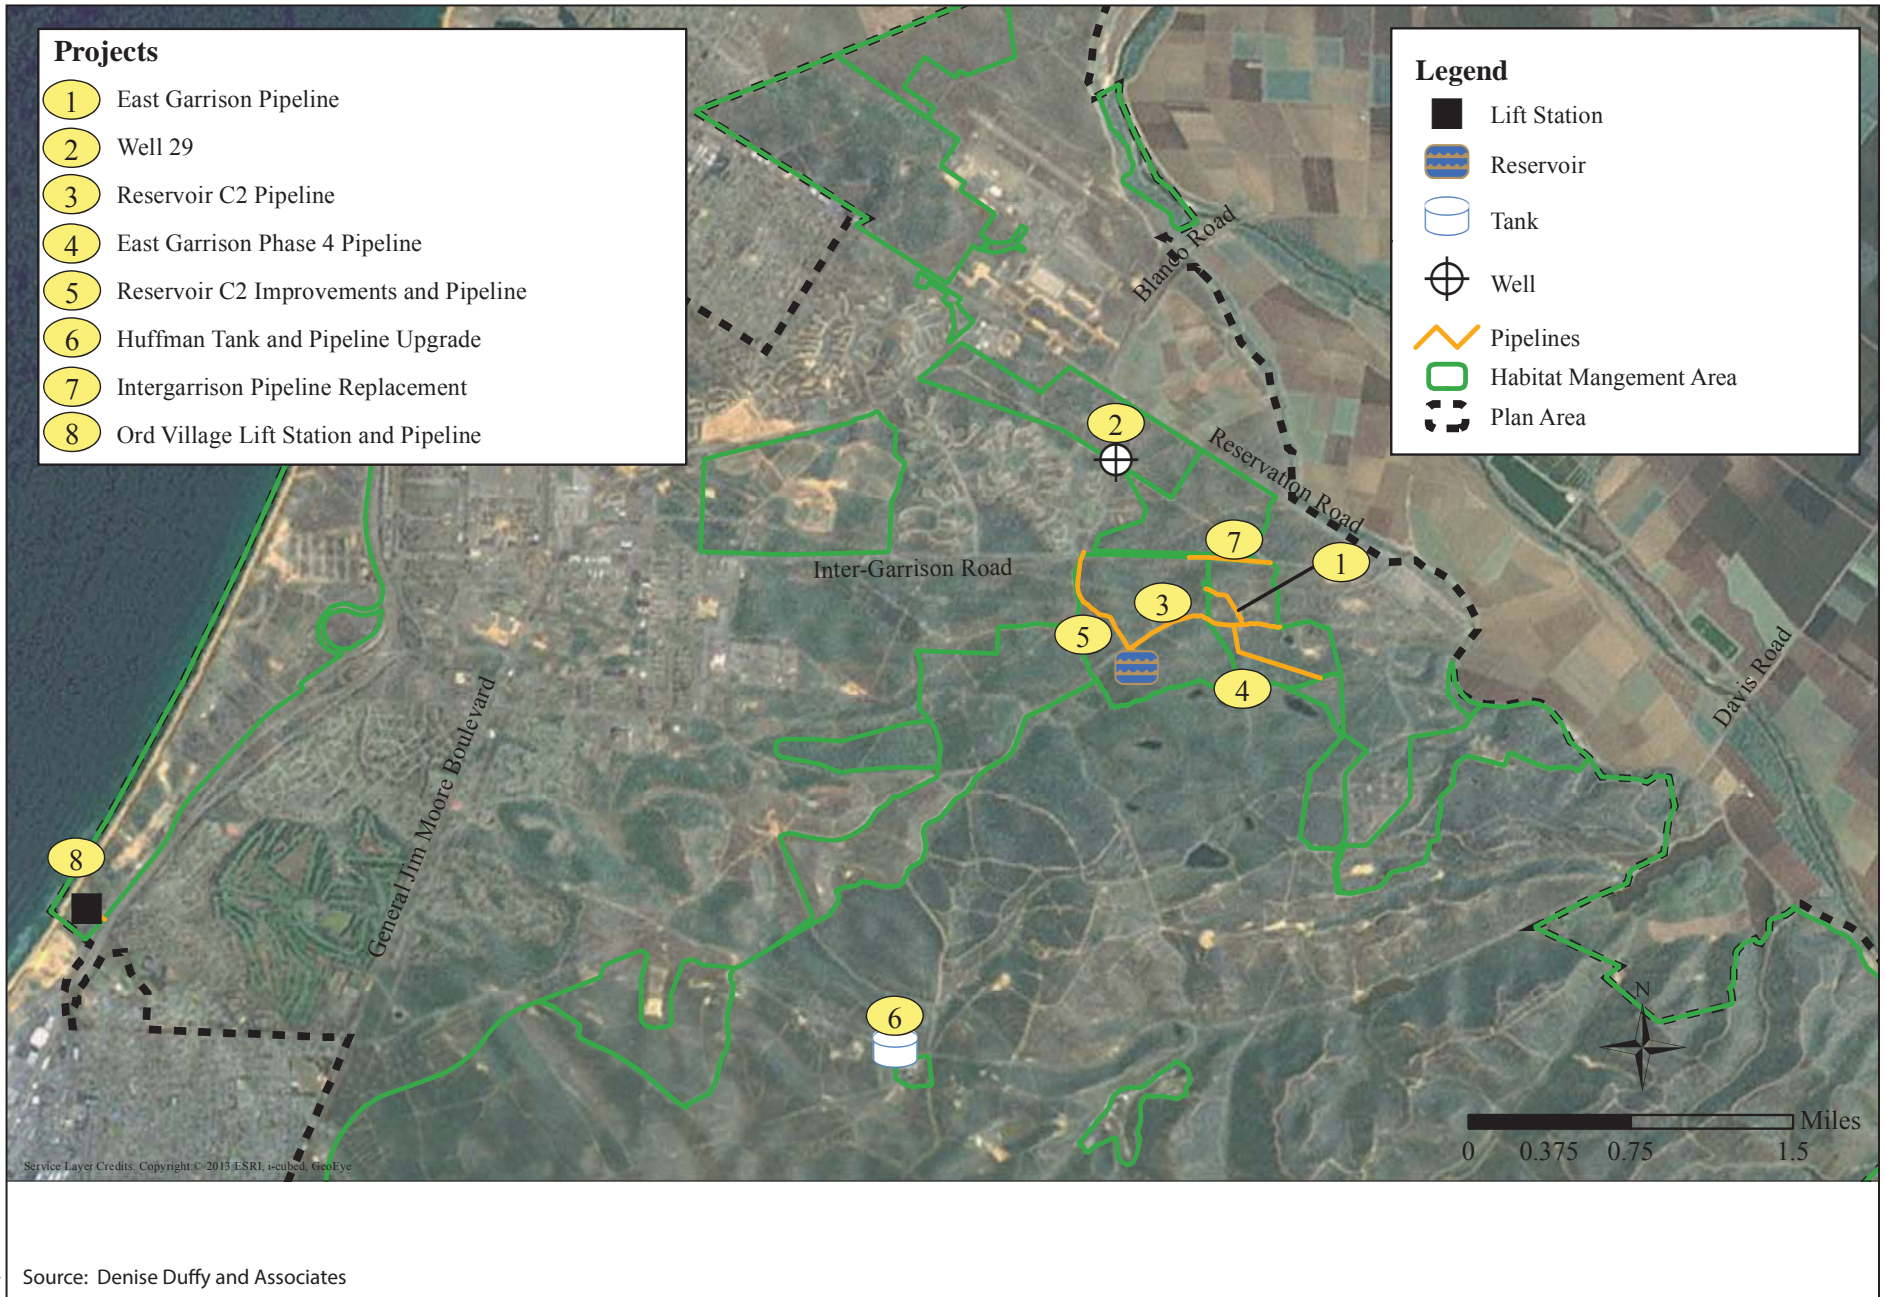 Projects
1 East Garrison Pipeline
2 Well 29
3 Reservoir C2 Pipeline
4 East Garrison Phase 4 Pipeline
5 Reservoir C2 Improvements and Pipeline
6 Huffman Tank and Pipeline Upgrade
7 Intergarrison Pipeline Replacement
8 Ord Village Lift Station and Pipeline
Legend
Lift Station
Reservoir
Tank
Well
Pipelines
Habitat Mangement Area
Plan Area
Blanco Road
2
Reservation Road
7
1
Inter-Garrison Road
3
5
4
Davis Road
General Jim Moore Boulevard
8
6
N
Miles
0 0.375 0.75 1.5
Service Layer Credits: Copyright:© 2013 ESRI, i-cubed, GeoEye
Source: Denise Duffy and Associates